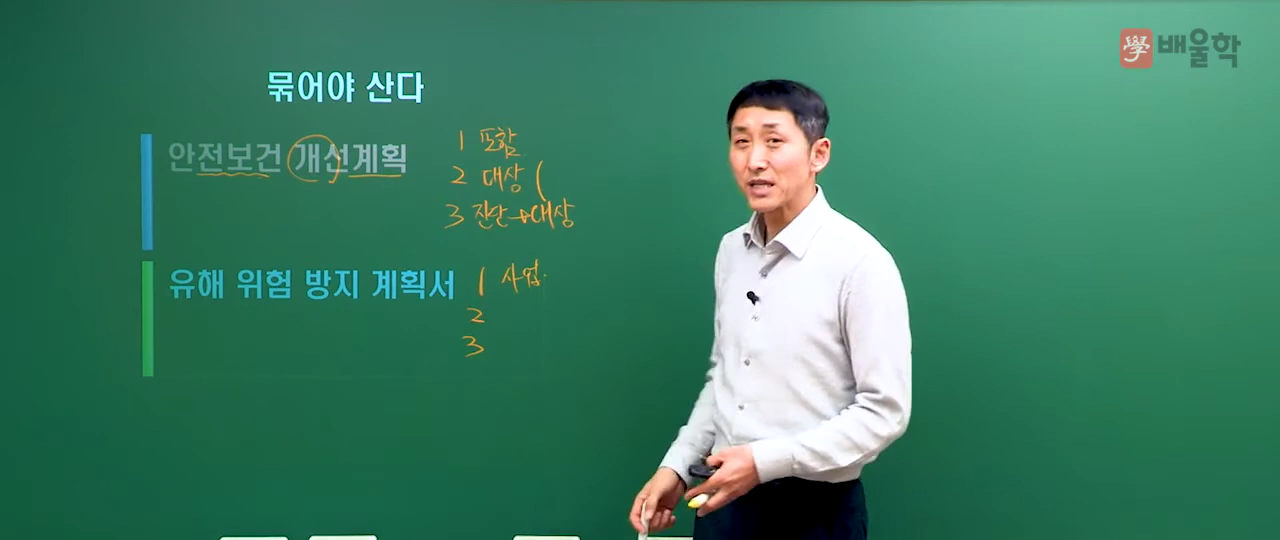 學 배울학
묶어야 산다
안전보건 개선계획
1 포함
2 대상 (
3 진단→대상
유해 위험 방지 계획서
1 사업.
2
3